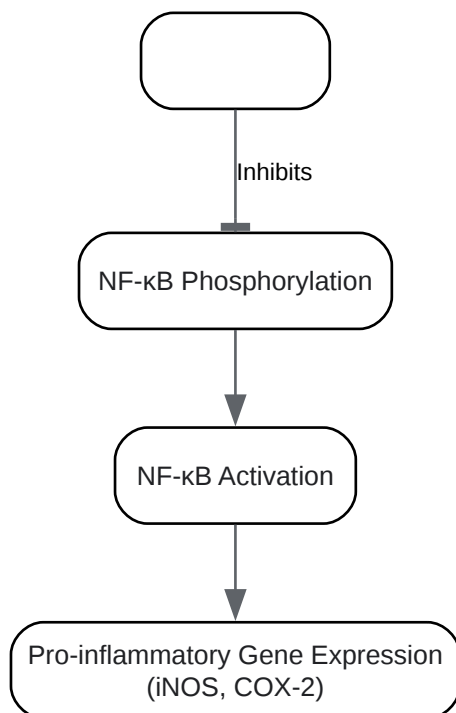 Inhibits
NF-κB Phosphorylation
NF-κB Activation
Pro-inflammatory Gene Expression
(iNOS, COX-2)